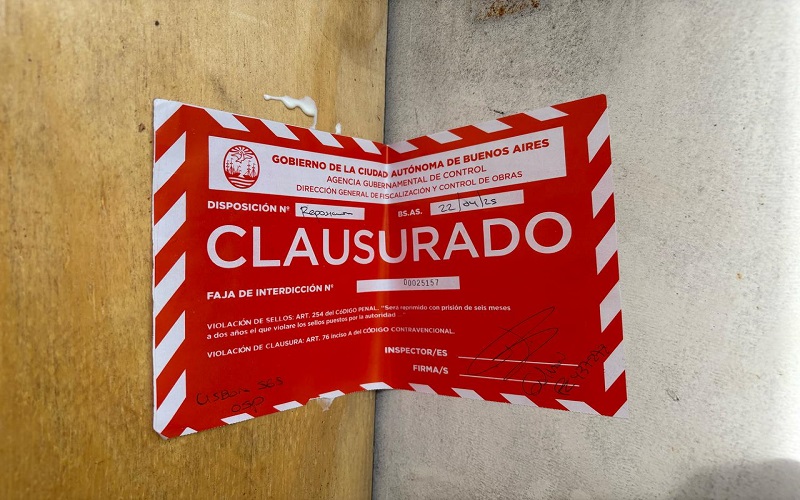 GOBIERNO DE LA CIUDAD AUTÓNOMA DE BUENOS AIRES
AGENCIA GUBERNAMENTAL DE CONTROL
DIRECCIÓN GENERAL DE FISCALIZACIÓN Y CONTROL DE OBRAS
DISPOSICIÓN Nº Reposicion BS.AS. 22/04/25
CLAUSURADO
FAJA DE INTERDICCIÓN Nº 00025157
VIOLACIÓN DE SELLOS: ART. 254 del CÓDIGO PENAL. "Será reprimido con prisión de seis meses
a dos años el que violare los sellos puestos por la autoridad..."
VIOLACIÓN DE CLAUSURA: ART. 76 inciso A del CÓDIGO CONTRAVENCIONAL.
INSPECTOR/ES
FIRMA/S